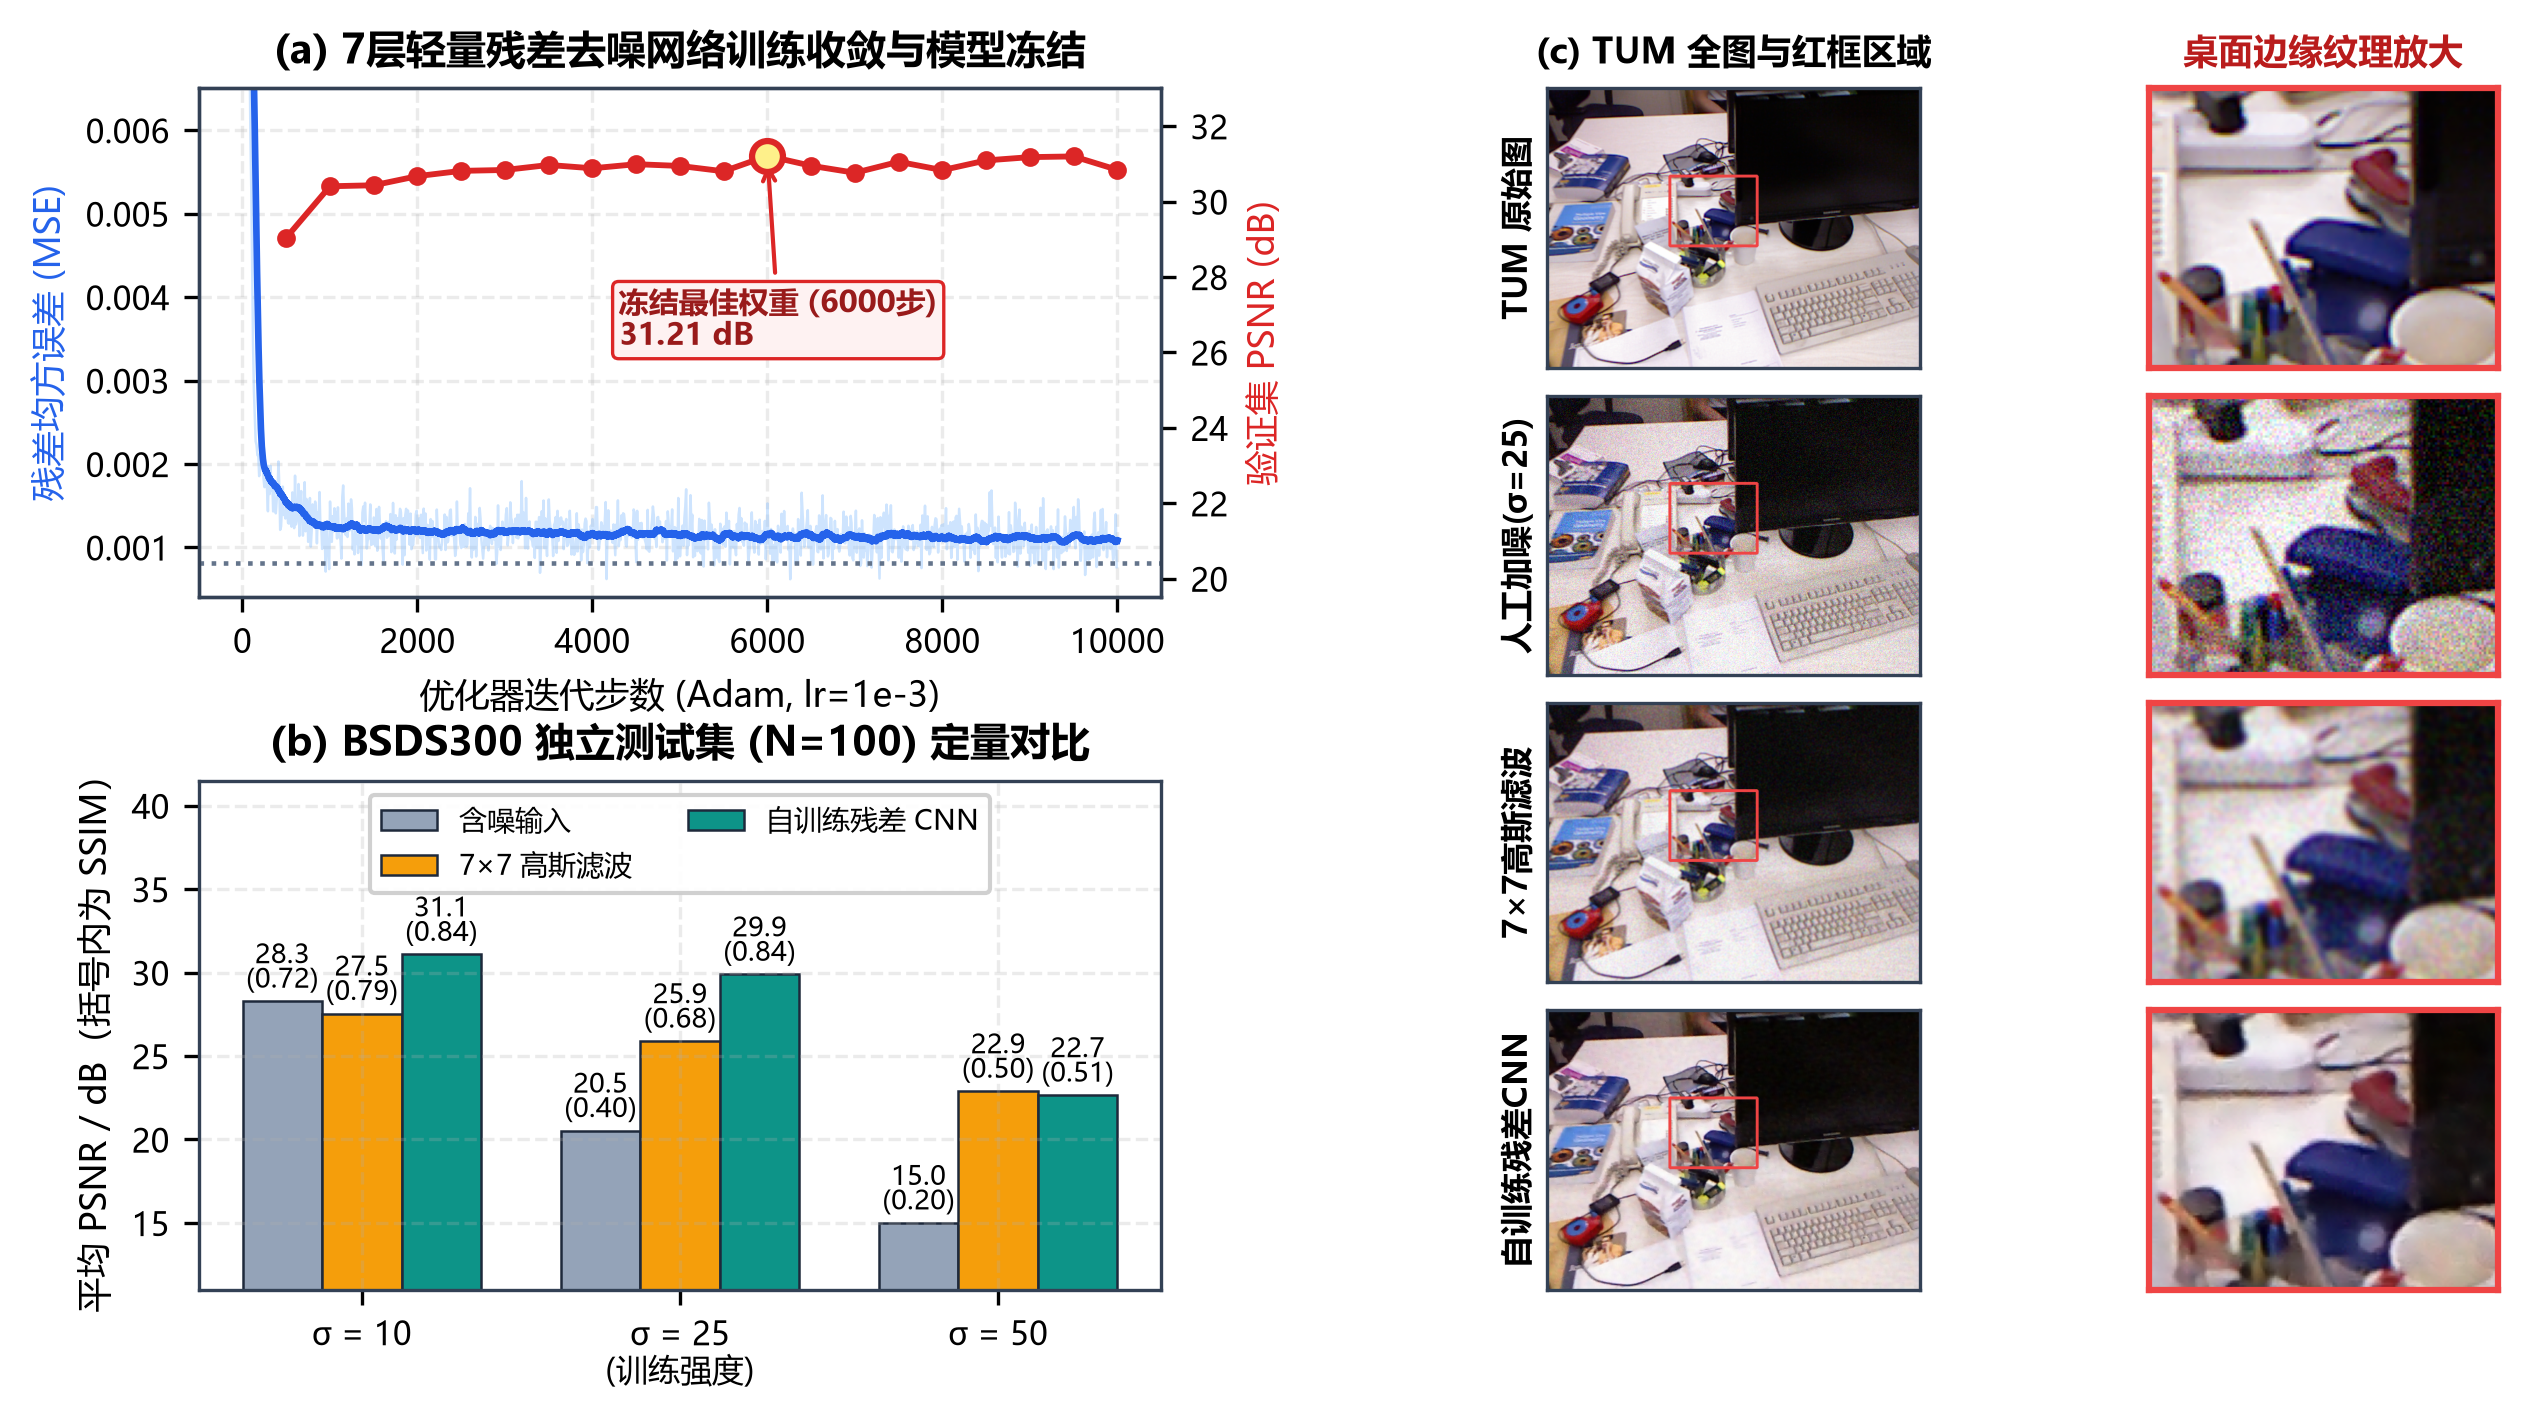 (a) 7层轻量残差去噪网络训练收敛与模型冻结
残差均方误差 (MSE)
0.006
0.005
0.004
0.003
0.002
0.001
32
30
28
26
24
22
20
验证集 PSNR (dB)
冻结最佳权重 (6000步)
31.21 dB
0 2000 4000 6000 8000 10000
优化器迭代步数 (Adam, lr=1e-3)
(b) BSDS300 独立测试集 (N=100) 定量对比
平均 PSNR / dB (括号内为 SSIM)
40
35
30
25
20
15
含噪输入
7×7 高斯滤波
自训练残差 CNN
28.3
(0.72)
27.5
(0.79)
31.1
(0.84)
20.5
(0.40)
25.9
(0.68)
29.9
(0.84)
15.0
(0.20)
22.9
(0.50)
22.7
(0.51)
σ = 10
σ = 25
(训练强度)
σ = 50
(c) TUM 全图与红框区域
桌面边缘纹理放大
TUM 原始图
人工加噪(σ=25)
7×7高斯滤波
自训练残差CNN